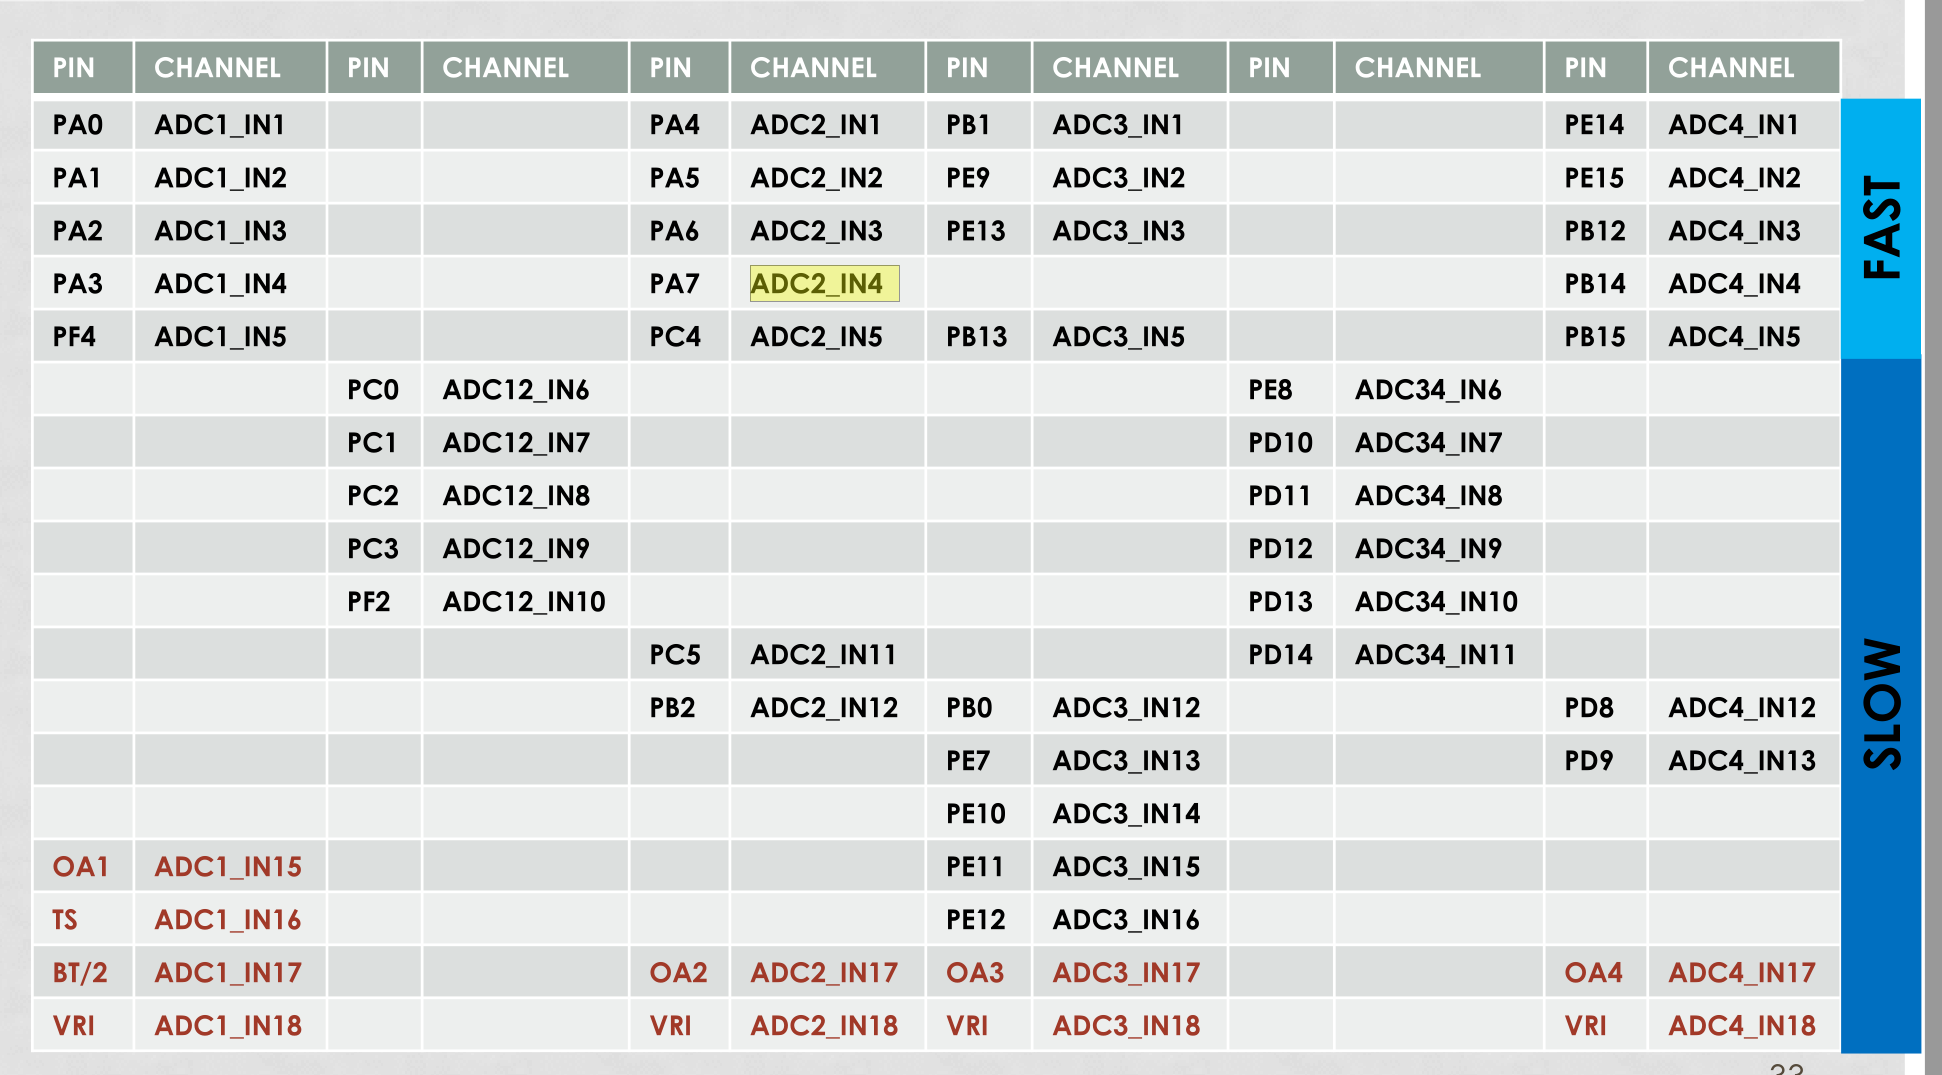 PIN CHANNEL PIN CHANNEL PIN CHANNEL PIN CHANNEL PIN CHANNEL PIN CHANNEL
PA0 ADC1_IN1 PA4 ADC2_IN1 PB1 ADC3_IN1 PE14 ADC4_IN1
PA1 ADC1_IN2 PA5 ADC2_IN2 PE9 ADC3_IN2 PE15 ADC4_IN2
PA2 ADC1_IN3 PA6 ADC2_IN3 PE13 ADC3_IN3 PB12 ADC4_IN3
PA3 ADC1_IN4 PA7 ADC2_IN4 PB14 ADC4_IN4
PF4 ADC1_IN5 PC4 ADC2_IN5 PB13 ADC3_IN5 PB15 ADC4_IN5
PC0 ADC12_IN6 PE8 ADC34_IN6
PC1 ADC12_IN7 PD10 ADC34_IN7
PC2 ADC12_IN8 PD11 ADC34_IN8
PC3 ADC12_IN9 PD12 ADC34_IN9
PF2 ADC12_IN10 PD13 ADC34_IN10
PC5 ADC2_IN11 PD14 ADC34_IN11
PB2 ADC2_IN12 PB0 ADC3_IN12 PD8 ADC4_IN12
PE7 ADC3_IN13 PD9 ADC4_IN13
PE10 ADC3_IN14
OA1 ADC1_IN15 PE11 ADC3_IN15
TS ADC1_IN16 PE12 ADC3_IN16
BT/2 ADC1_IN17 OA2 ADC2_IN17 OA3 ADC3_IN17 OA4 ADC4_IN17
VRI ADC1_IN18 VRI ADC2_IN18 VRI ADC3_IN18 VRI ADC4_IN18
FAST
SLOW